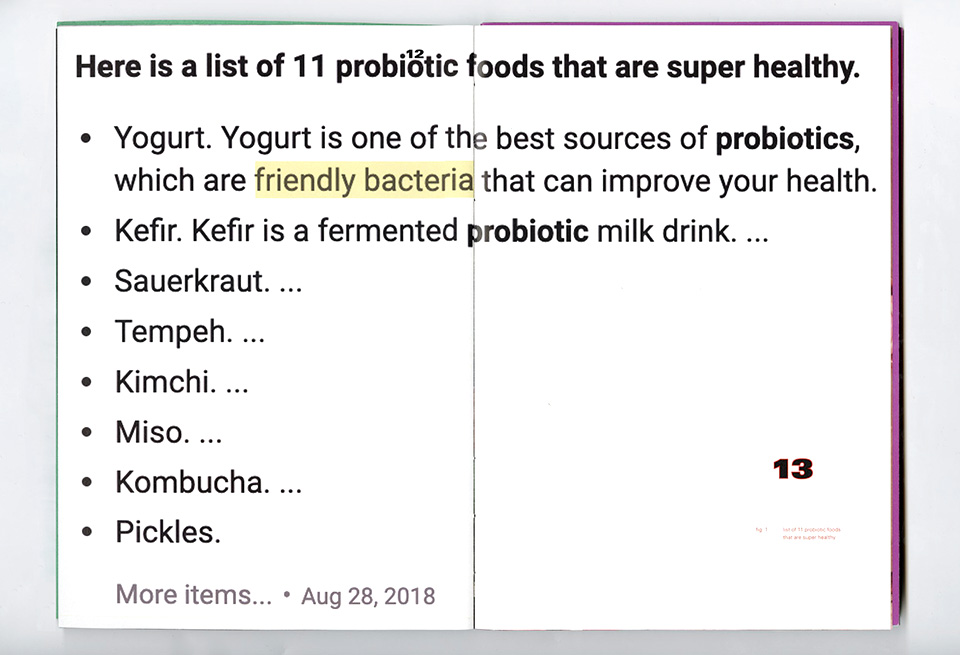 12
Here is a list of 11 probiotic foods that are super healthy.
• Yogurt. Yogurt is one of the best sources of probiotics,
which are friendly bacteria that can improve your health.
• Kefir. Kefir is a fermented probiotic milk drink. ...
• Sauerkraut. ...
• Tempeh. ...
• Kimchi. ...
• Miso. ...
• Kombucha. ...
• Pickles.
More items... • Aug 28, 2018
13
fig. 1 list of 11 probiotic foods
that are super healthy